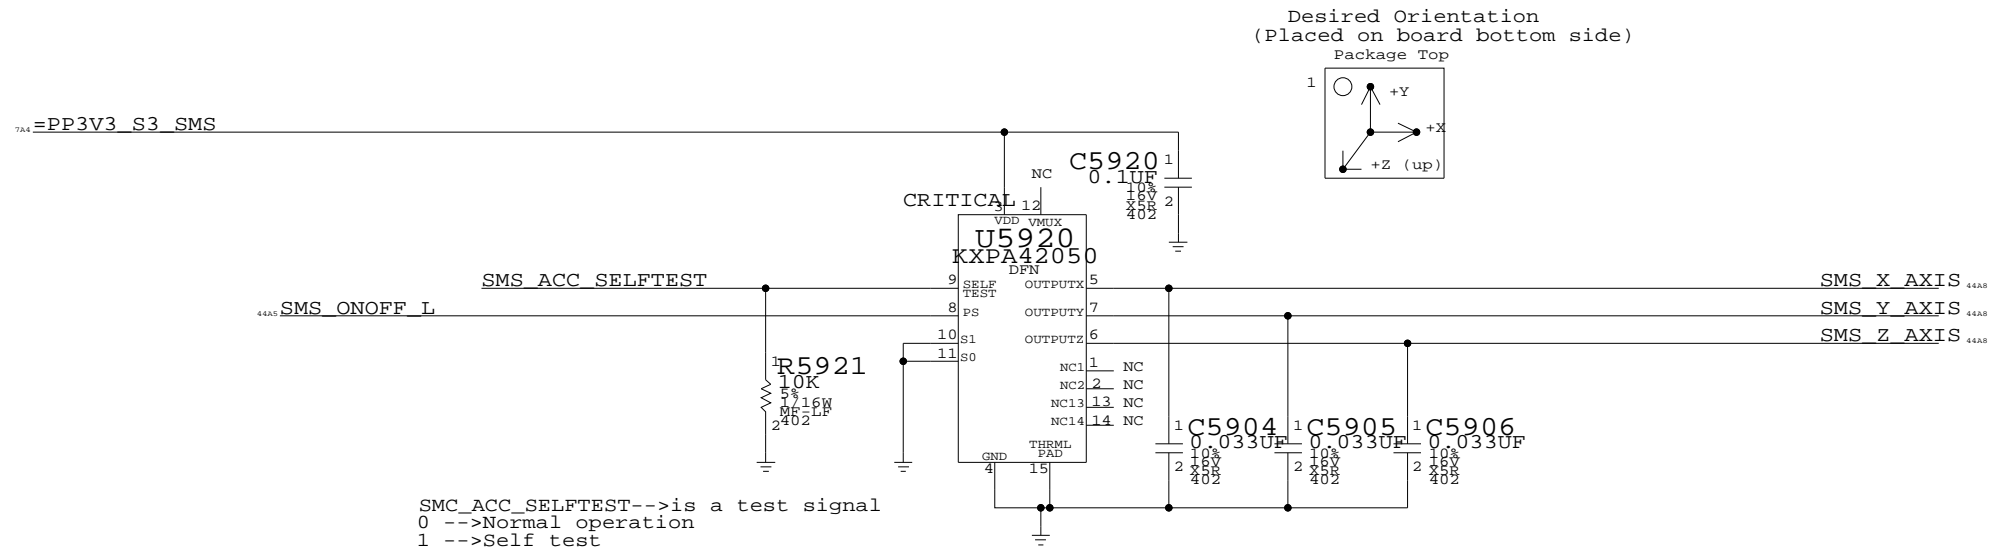 Desired Orientation
(Placed on board bottom side)
Package Top
1
+Y
+X
+Z (up)
7A4 =PP3V3_S3_SMS
C5920
1
0.1UF
10%
16V
X5R
402
2
NC
CRITICAL
3
12
VDD
VMUX
U5920
KXPA42050
DFN
SMS_ACC_SELFTEST
9
SELF
TEST
OUTPUTX
5
SMS_X_AXIS 44A8
44A5 SMS_ONOFF_L
8
PS
OUTPUTY
7
SMS_Y_AXIS 44A8
10
S1
OUTPUTZ
6
SMS_Z_AXIS 44A8
11
S0
NC1
1
NC
NC2
2
NC
NC13
13
NC
NC14
14
NC
1
R5921
10K
5%
1/16W
MF-LF
402
2
THRML
PAD
GND
4
15
1
C5904
0.033UF
10%
16V
X5R
402
2
1
C5905
0.033UF
10%
16V
X5R
402
2
1
C5906
0.033UF
10%
16V
X5R
402
2
SMC_ACC_SELFTEST-->is a test signal
0 -->Normal operation
1 -->Self test